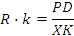 R · k = PD/XK